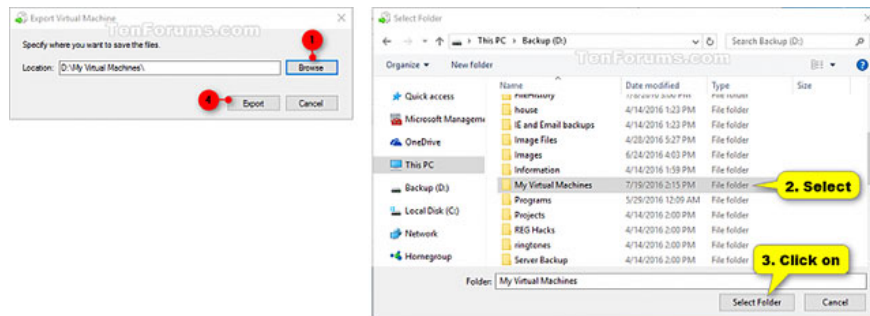 Export Virtual Machine
TenForums.com
Specify where you want to save the files.
1
Location: D:\My Virtual Machines\ Browse
4
Export Cancel
Select Folder
This PC > Backup (D:) Search Backup (D:)
TenForums.com
Organize New folder
Name Date modified Type Size
Quick access
Microsoft Manageme
OneDrive
This PC
Backup (D:)
Local Disk (C:)
Network
Homegroup
FileHistory File folder
house 4/14/2016 1:23 PM File folder
IE and Email backups 4/14/2016 1:23 PM File folder
Image Files 4/28/2016 5:27 PM File folder
Images 6/24/2016 4:03 PM File folder
Information 4/14/2016 1:59 PM File folder
My Virtual Machines 7/19/2016 2:15 PM File folder
2. Select
Programs 5/29/2016 12:09 AM File folder
Projects 4/14/2016 2:00 PM File folder
REG Hacks 4/14/2016 2:00 PM File folder
ringtones 4/14/2016 2:00 PM File folder
Server Backup 4/14/2016 2:00 PM File folder
3. Click on
Folder: My Virtual Machines
Select Folder Cancel